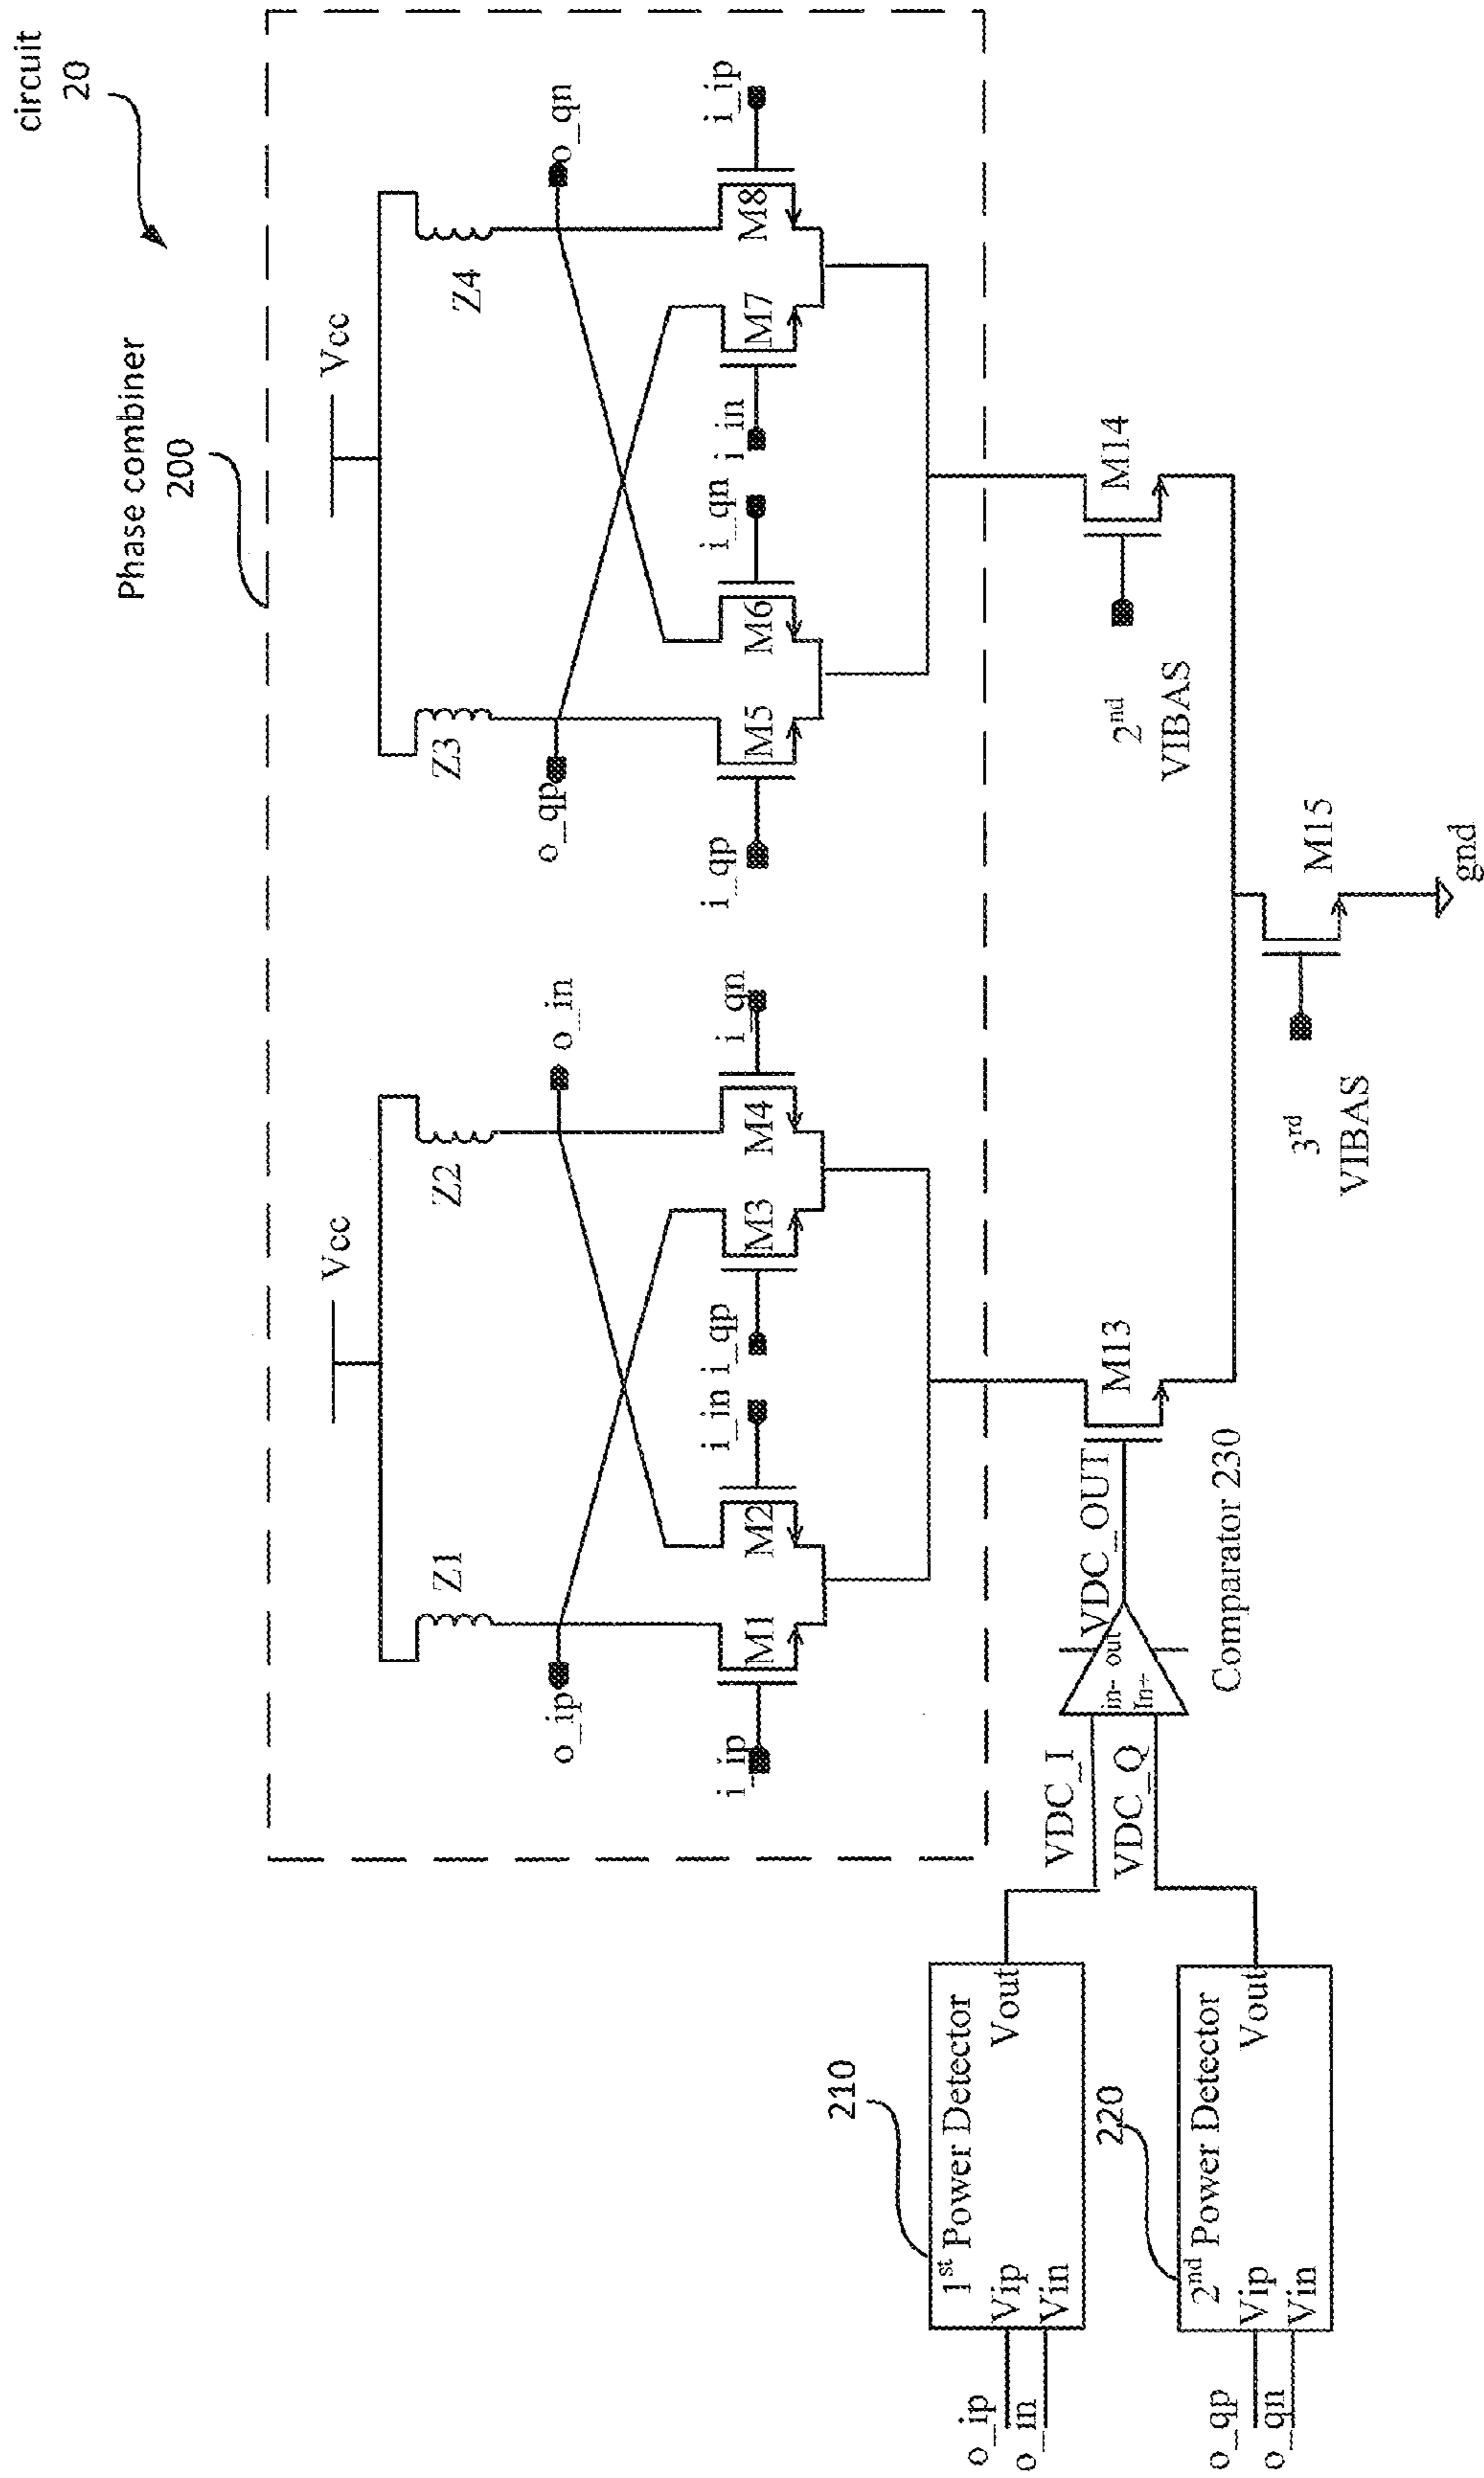 circuit
20
Phase combiner
200
Vcc
Vcc
Z1
Z2
Z3
Z4
o_ip
o_in
o_qp
o_qn
i_ip
M1
M2
i_in
i_qp
M3
M4
i_qn
i_qp
M5
M6
i_qn
i_in
M7
M8
i_ip
210
1st Power Detector
Vip
Vin
Vout
o_ip
o_in
220
2nd Power Detector
Vip
Vin
Vout
o_qp
o_qn
VDC_I
VDC_Q
in-
In+
out
VDC_OUT
Comparator 230
M13
M14
2nd
VIBAS
M15
3rd
VIBAS
gnd